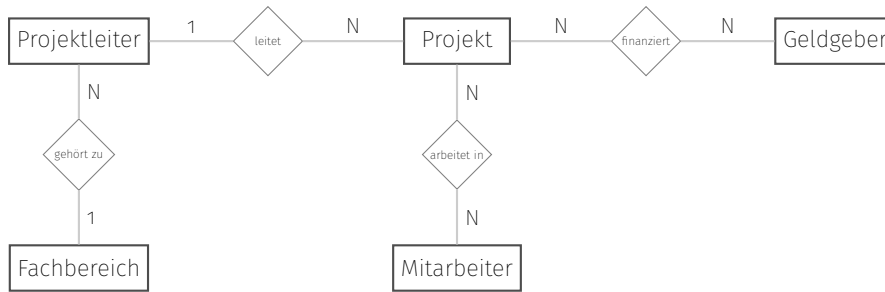 Projektleiter 1 leitet N Projekt N finanziert N Geldgeber
N N
gehört zu arbeitet in
1 N
Fachbereich Mitarbeiter